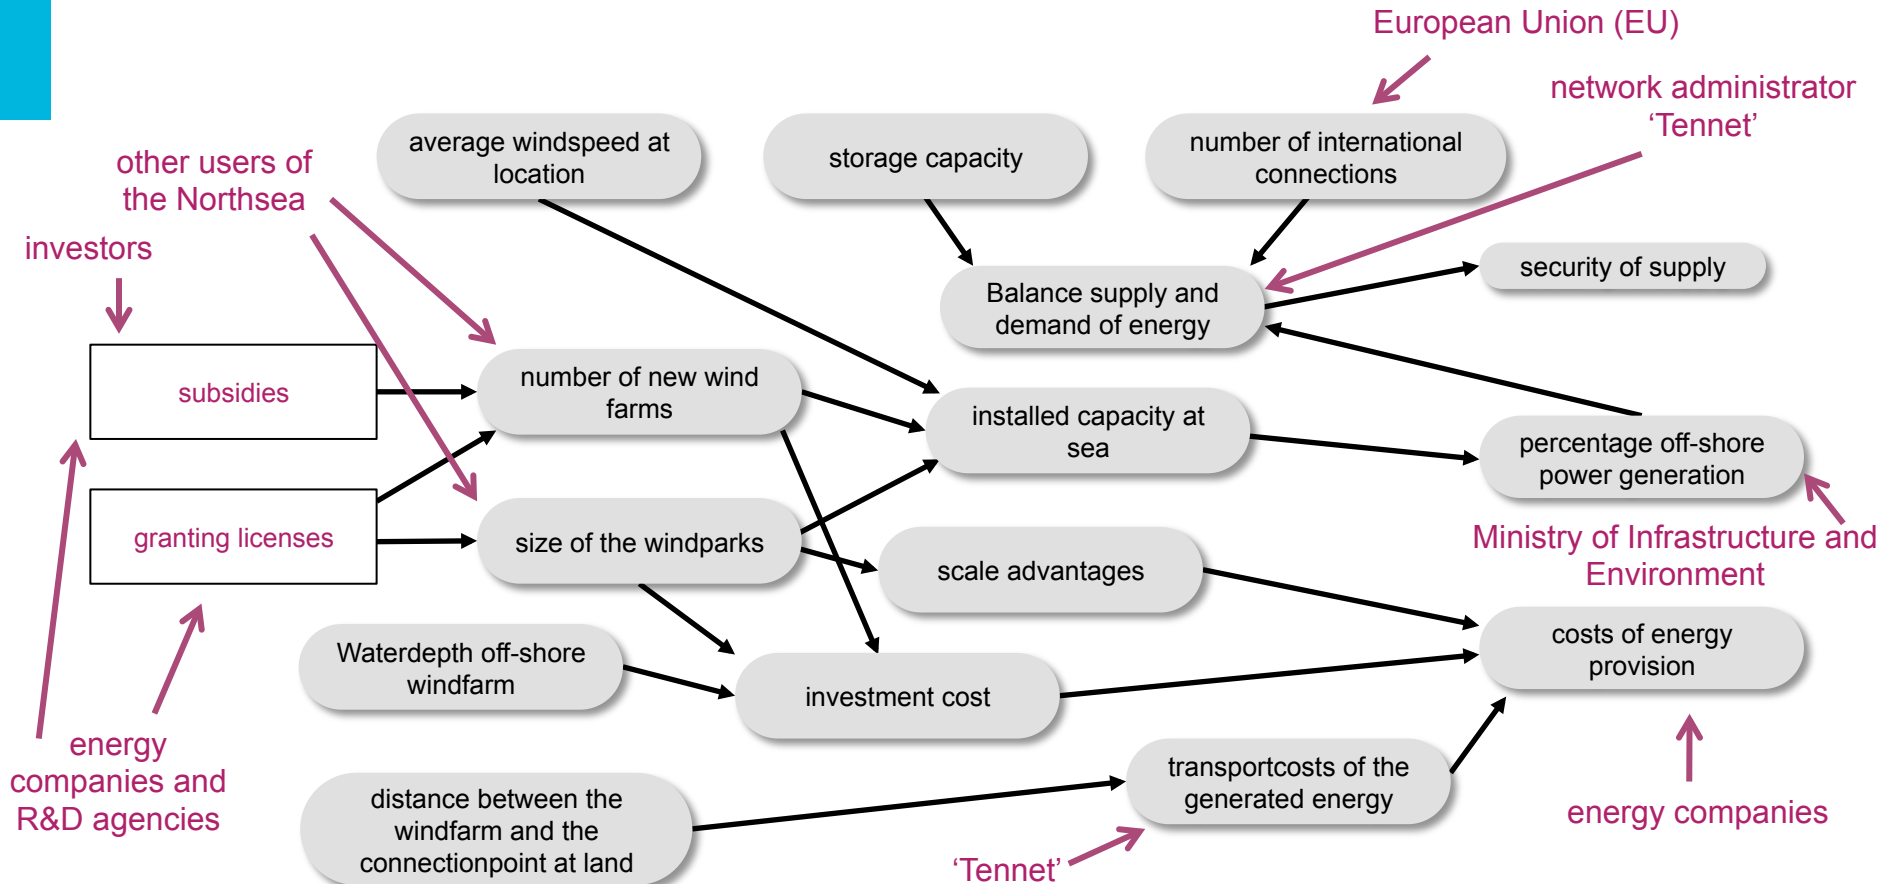 European Union (EU)
network administrator
‘Tennet’
other users of
the Northsea
average windspeed at
location
storage capacity
number of international
connections
investors
security of supply
Balance supply and
demand of energy
subsidies
number of new wind
farms
installed capacity at
sea
percentage off-shore
power generation
granting licenses
size of the windparks
scale advantages
Ministry of Infrastructure and
Environment
Waterdepth off-shore
windfarm
investment cost
costs of energy
provision
energy
companies and
R&D agencies
distance between the
windfarm and the
connectionpoint at land
transportcosts of the
generated energy
energy companies
‘Tennet’